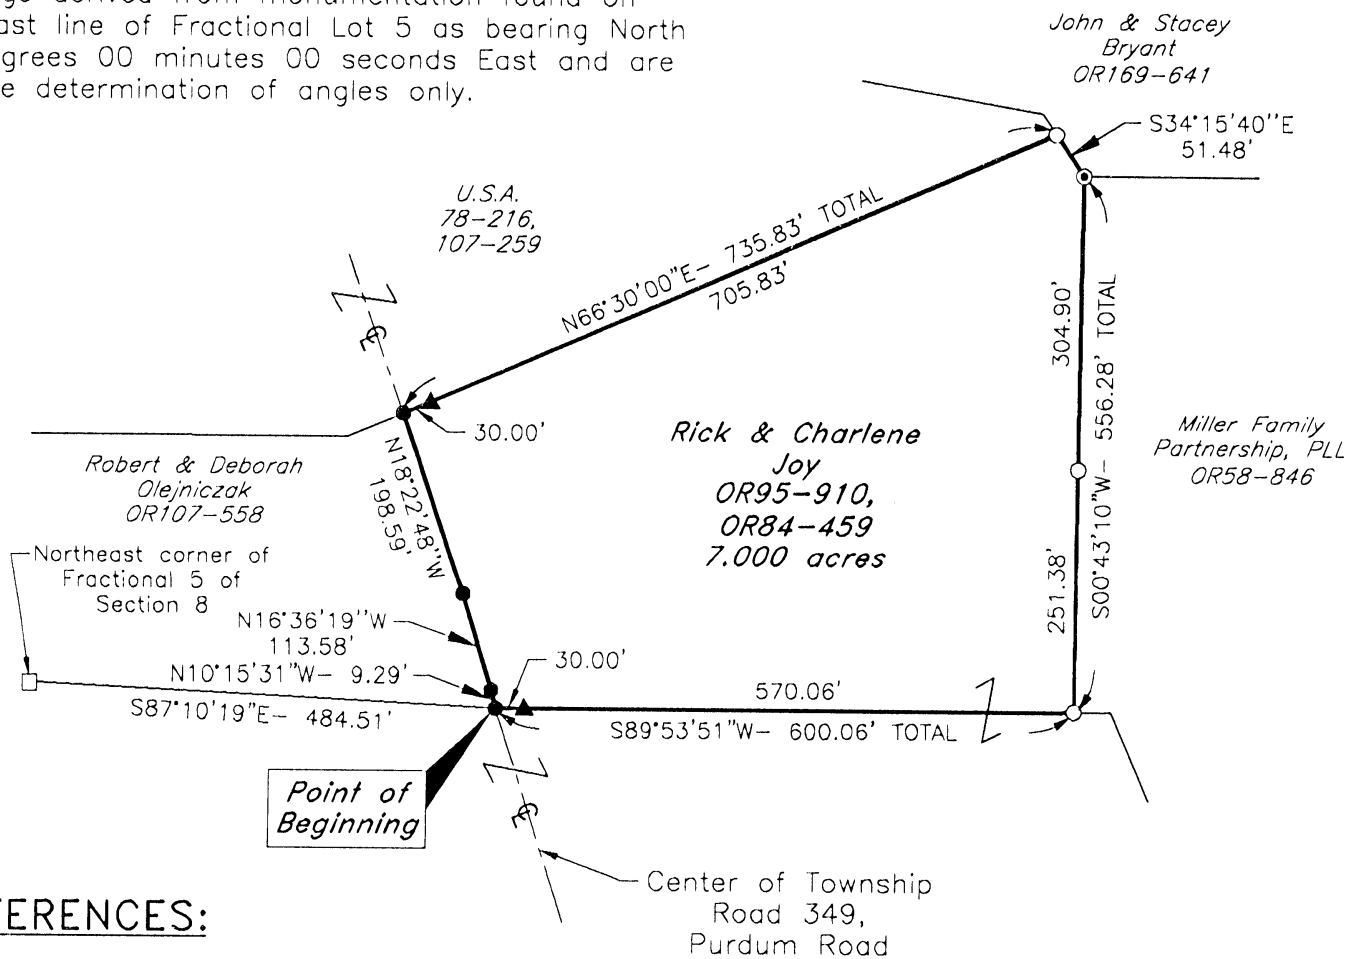 derived from monumentation found on
line of Fractional Lot 5 as bearing North
00 minutes 00 seconds East and are
determination of angles only.
John & Stacey
Bryant
OR169-641
S34°15'40''E
51.48'
U.S.A.
78-216,
107-259
N66°30'00"E- 735.83' TOTAL
705.83'
304.90'
S00°43'10"W- 556.28' TOTAL
251.38'
30.00'
Rick & Charlene
Joy
OR95-910,
OR84-459
7.000 acres
Miller Family
Partnership, PLL
OR58-846
Robert & Deborah
Olejniczak
OR107-558
N18°22'48''W
198.59'
Northeast corner of
Fractional 5 of
Section 8
N16°36'19''W
113.58'
N10°15'31"W- 9.29'
S87°10'19"E- 484.51'
30.00'
570.06'
S89°53'51"W- 600.06' TOTAL
Point of
Beginning
Center of Township
Road 349,
Purdum Road